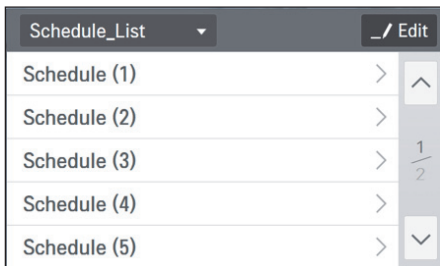 Schedule_List Edit
Schedule (1)
Schedule (2)
Schedule (3)
Schedule (4)
Schedule (5)
1
2